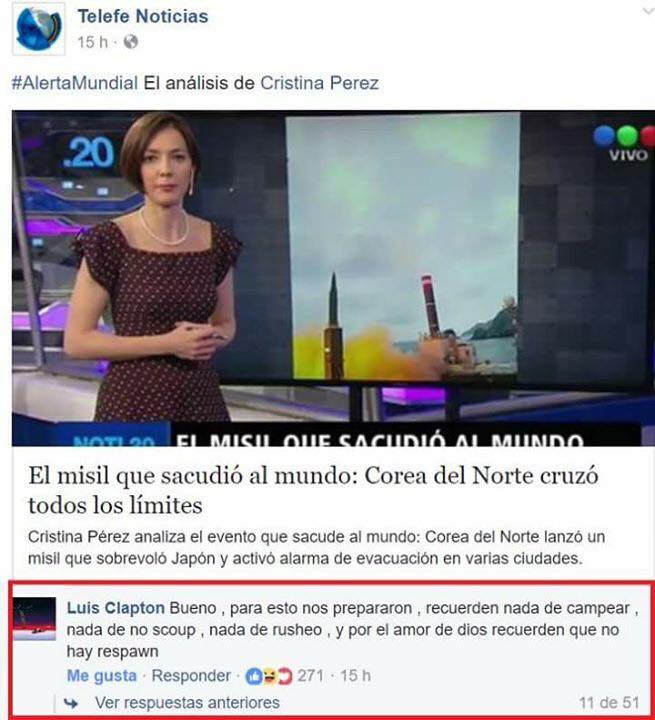 Telefe Noticias
15 h ·
#AlertaMundial El análisis de Cristina Perez
.20
VIVO
NOTI 20 EL MISIL QUE SACUDIÓ AL MUNDO
El misil que sacudió al mundo: Corea del Norte cruzó
todos los límites
Cristina Pérez analiza el evento que sacude al mundo: Corea del Norte lanzó un
misil que sobrevoló Japón y activó alarma de evacuación en varias ciudades.
Luis Clapton Bueno , para esto nos prepararon , recuerden nada de campear ,
nada de no scoup , nada de rusheo , y por el amor de dios recuerden que no
hay respawn
Me gusta · Responder · 271 · 15 h
Ver respuestas anteriores 11 de 51